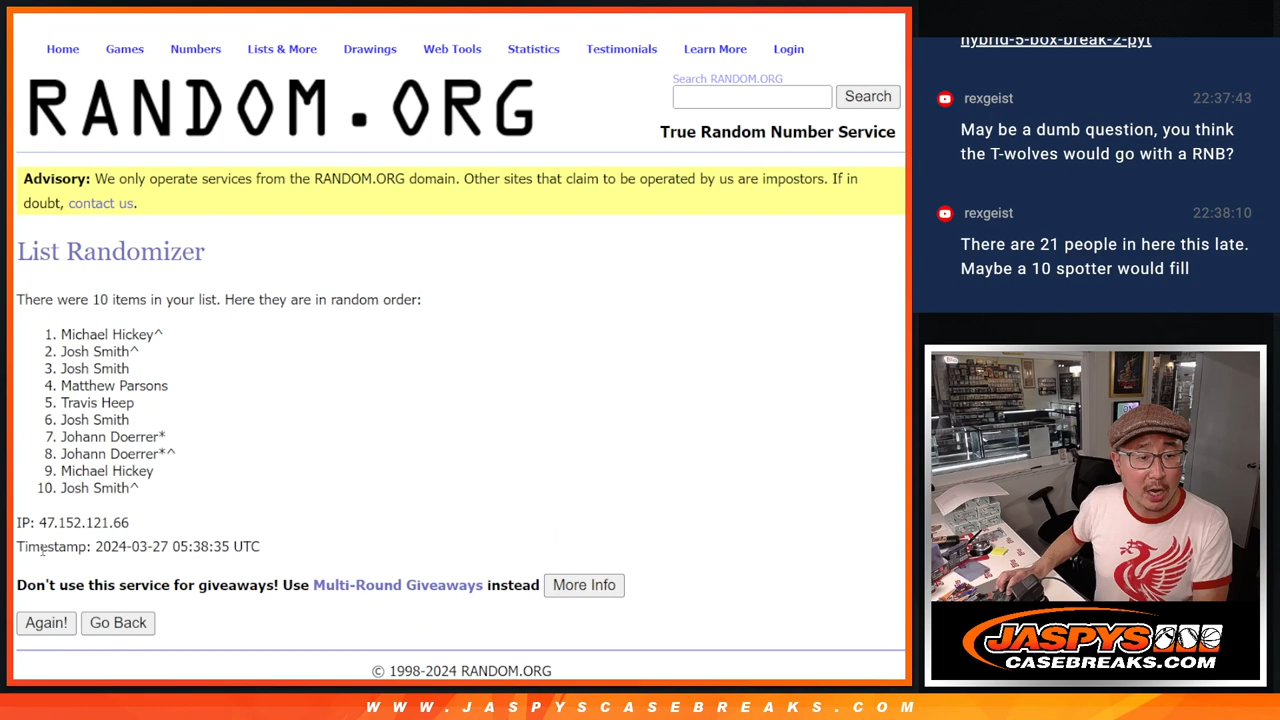 Home Games Numbers Lists & More Drawings Web Tools Statistics Testimonials Learn More Login
RANDOM.ORG
Search RANDOM.ORG
Search
True Random Number Service
Advisory: We only operate services from the RANDOM.ORG domain. Other sites that claim to be operated by us are impostors. If in
doubt, contact us.
List Randomizer
There were 10 items in your list. Here they are in random order:
1. Michael Hickey^
2. Josh Smith^
3. Josh Smith
4. Matthew Parsons
5. Travis Heep
6. Josh Smith
7. Johann Doerrer*
8. Johann Doerrer*^
9. Michael Hickey
10. Josh Smith^
IP: 47.152.121.66
Timestamp: 2024-03-27 05:38:35 UTC
Don't use this service for giveaways! Use Multi-Round Giveaways instead More Info
Again! Go Back
© 1998-2024 RANDOM.ORG
hybrid-5-box-break-2-pyt
rexgeist 22:37:43
May be a dumb question, you think
the T-wolves would go with a RNB?
rexgeist 22:38:10
There are 21 people in here this late.
Maybe a 10 spotter would fill
JASPYS
CASEBREAKS.COM
WWW.JASPYSCASEBREAKS.COM